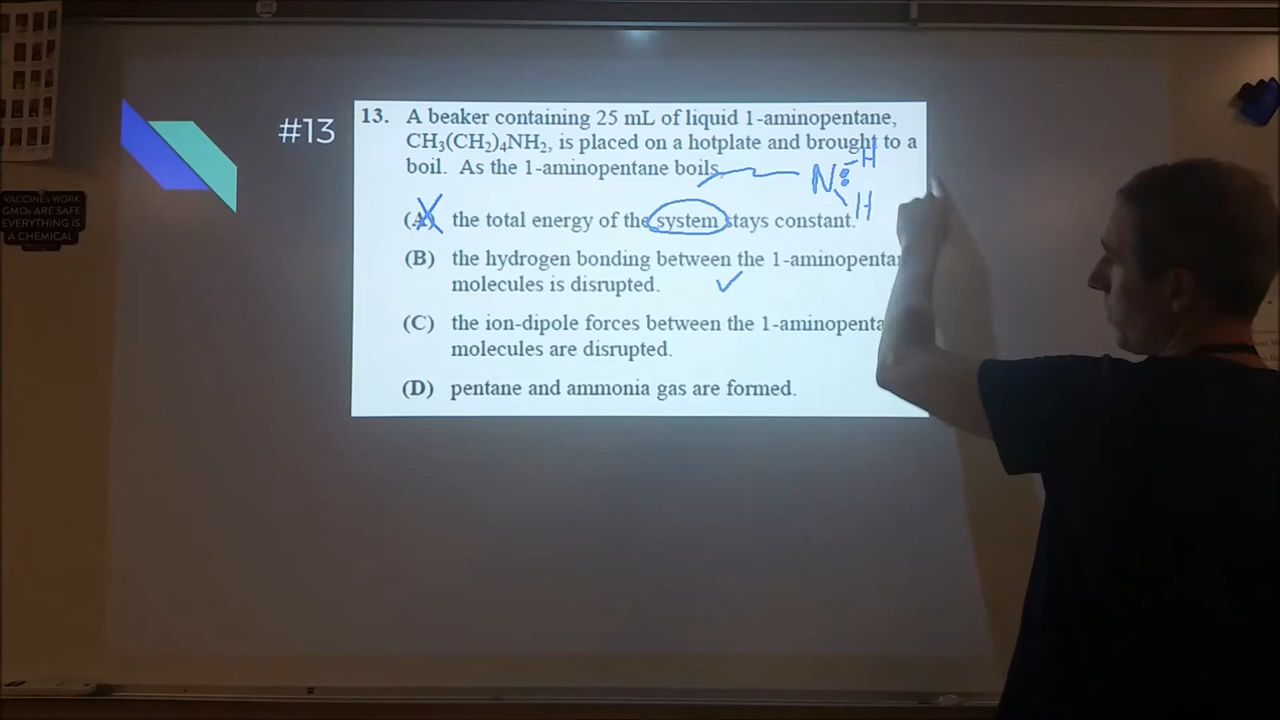 VACCINES WORK
GMOs ARE SAFE
EVERYTHING IS
A CHEMICAL
#13
13. A beaker containing 25 mL of liquid 1-aminopentane,
CH₃(CH₂)₄NH₂, is placed on a hotplate and brought to a
boil. As the 1-aminopentane boils
N H
H
(A) the total energy of the system stays constant.
(B) the hydrogen bonding between the 1-aminopenta
molecules is disrupted.
(C) the ion-dipole forces between the 1-aminopenta
molecules are disrupted.
(D) pentane and ammonia gas are formed.